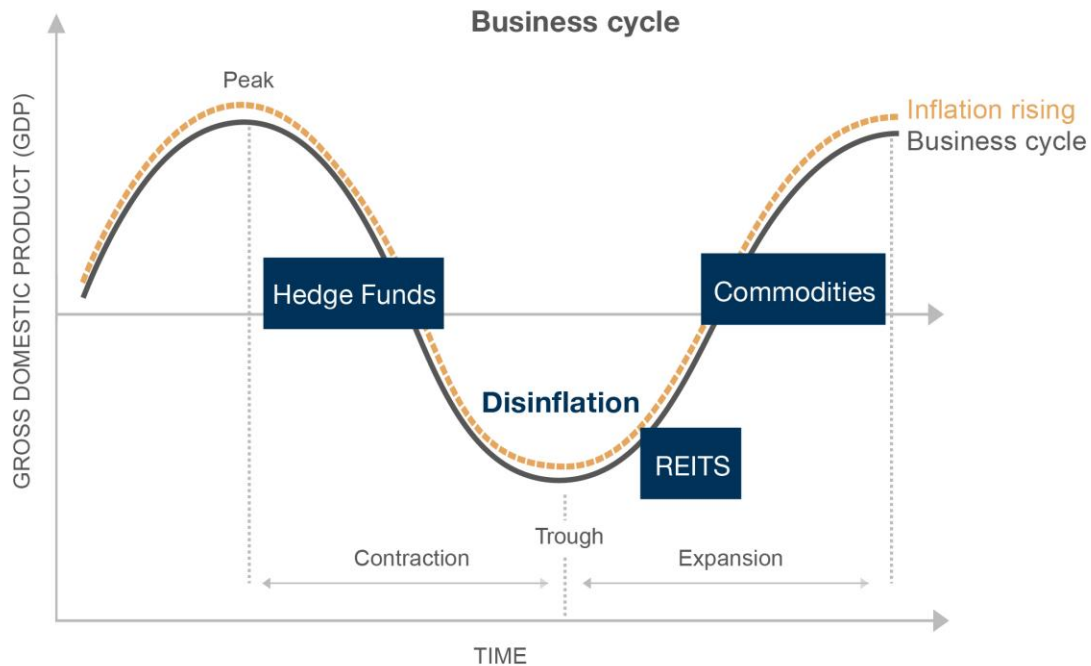 Business cycle
Peak
Inflation rising
Business cycle
GROSS DOMESTIC PRODUCT (GDP)
Hedge Funds
Commodities
Disinflation
REITS
Trough
Contraction
Expansion
TIME